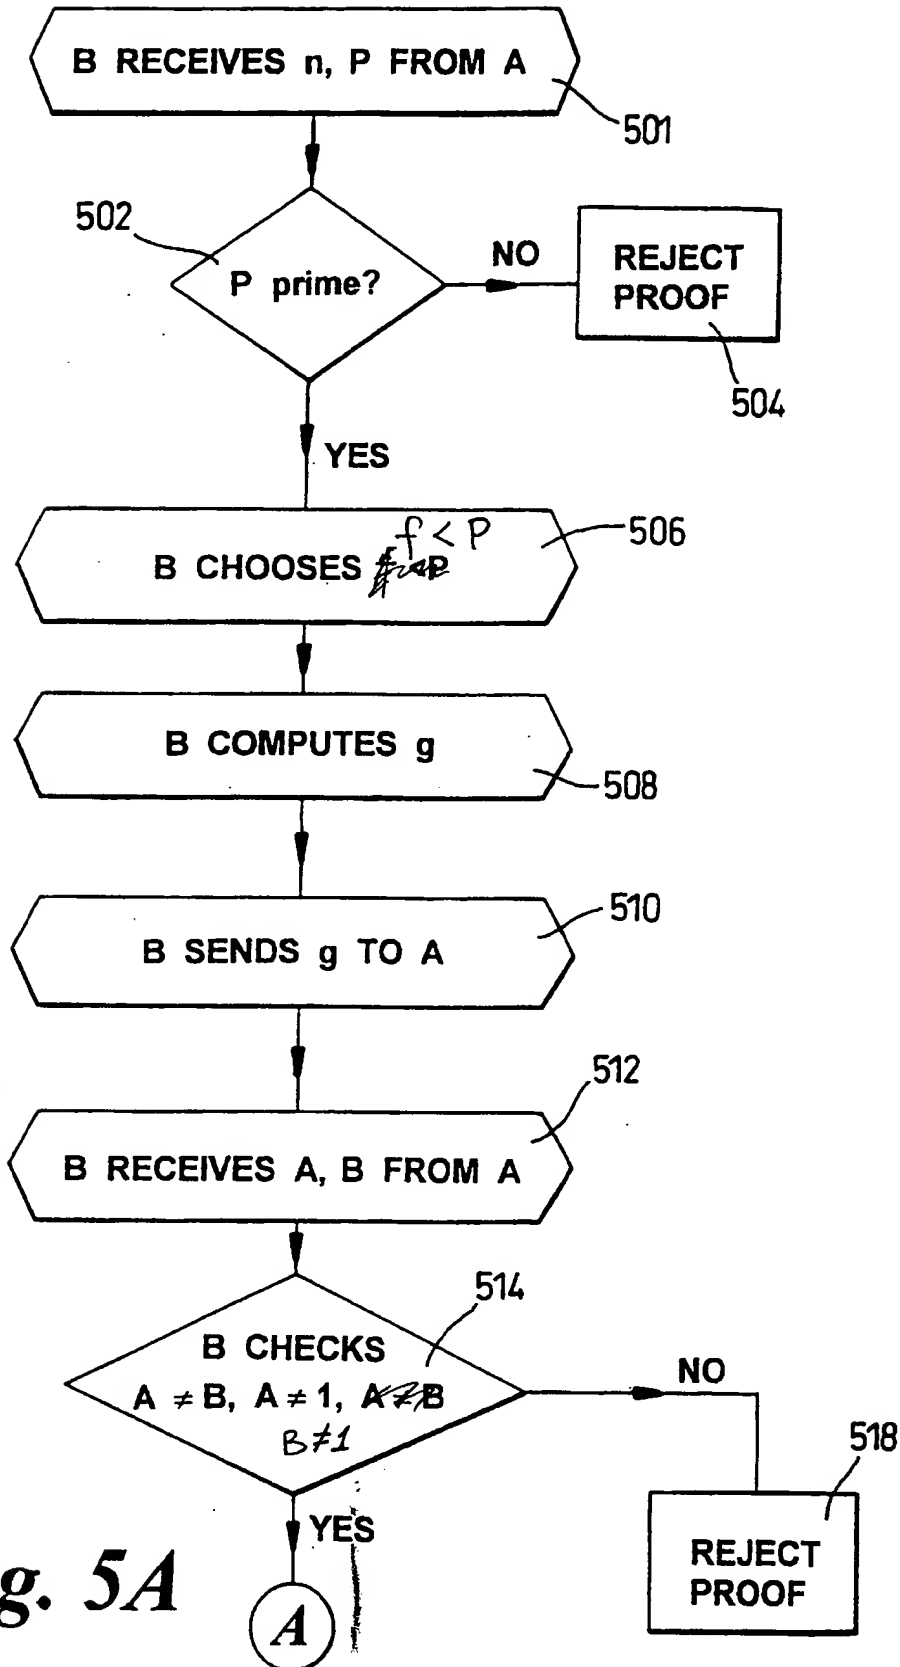 B RECEIVES n, P FROM A
501
502
P prime?
NO
REJECT
PROOF
504
YES
f < P
B CHOOSES
506
B COMPUTES g
508
B SENDS g TO A
510
512
B RECEIVES A, B FROM A
514
B CHECKS
A ≠ B, A ≠ 1, A ≠ B
B ≠ 1
NO
518
REJECT
PROOF
YES
A
g. 5A